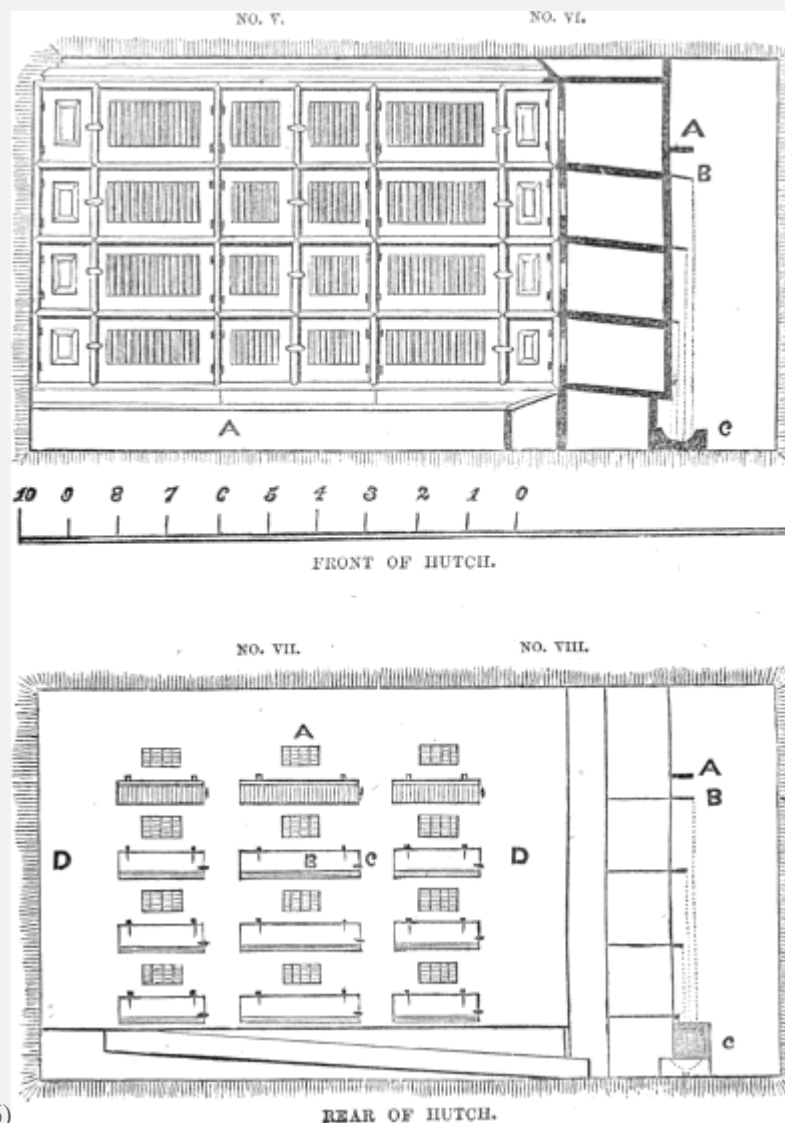 NO. V. NO. VI.
A
B
A C
10 9 8 7 6 5 4 3 2 1 0
FRONT OF HUTCH.
NO. VII. NO. VIII.
A
A
B
D B C D
C
REAR OF HUTCH.